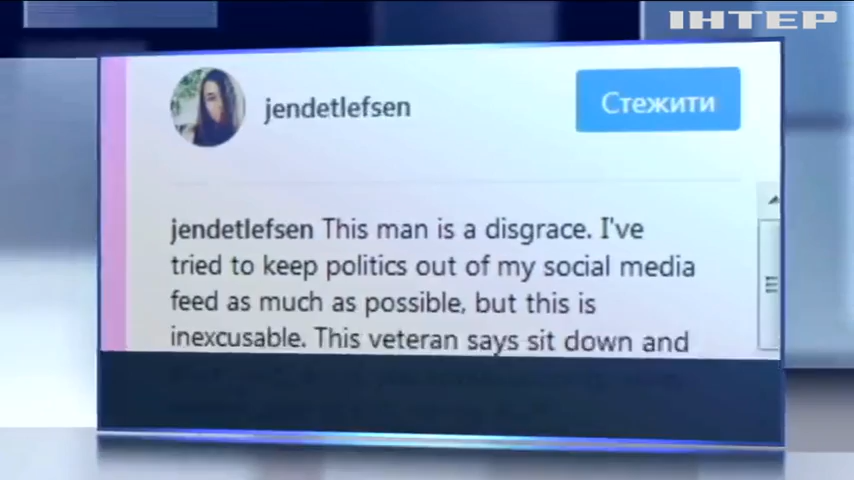 ІНТЕР
jendetlefsen
Стежити
jendetlefsen This man is a disgrace. I've
tried to keep politics out of my social media
feed as much as possible, but this is
inexcusable. This veteran says sit down and